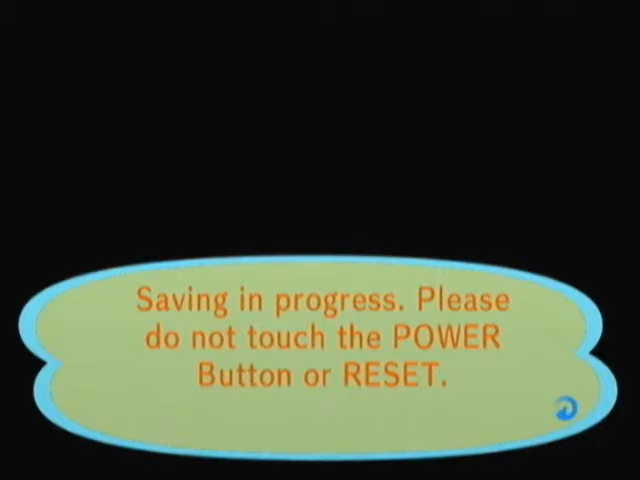 Saving in progress. Please
do not touch the POWER
Button or RESET.